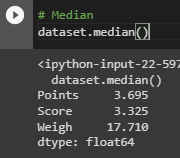 # Median
dataset.median()
<ipython-input-22-597
dataset.median()
Points 3.695
Score 3.325
Weigh 17.710
dtype: float64